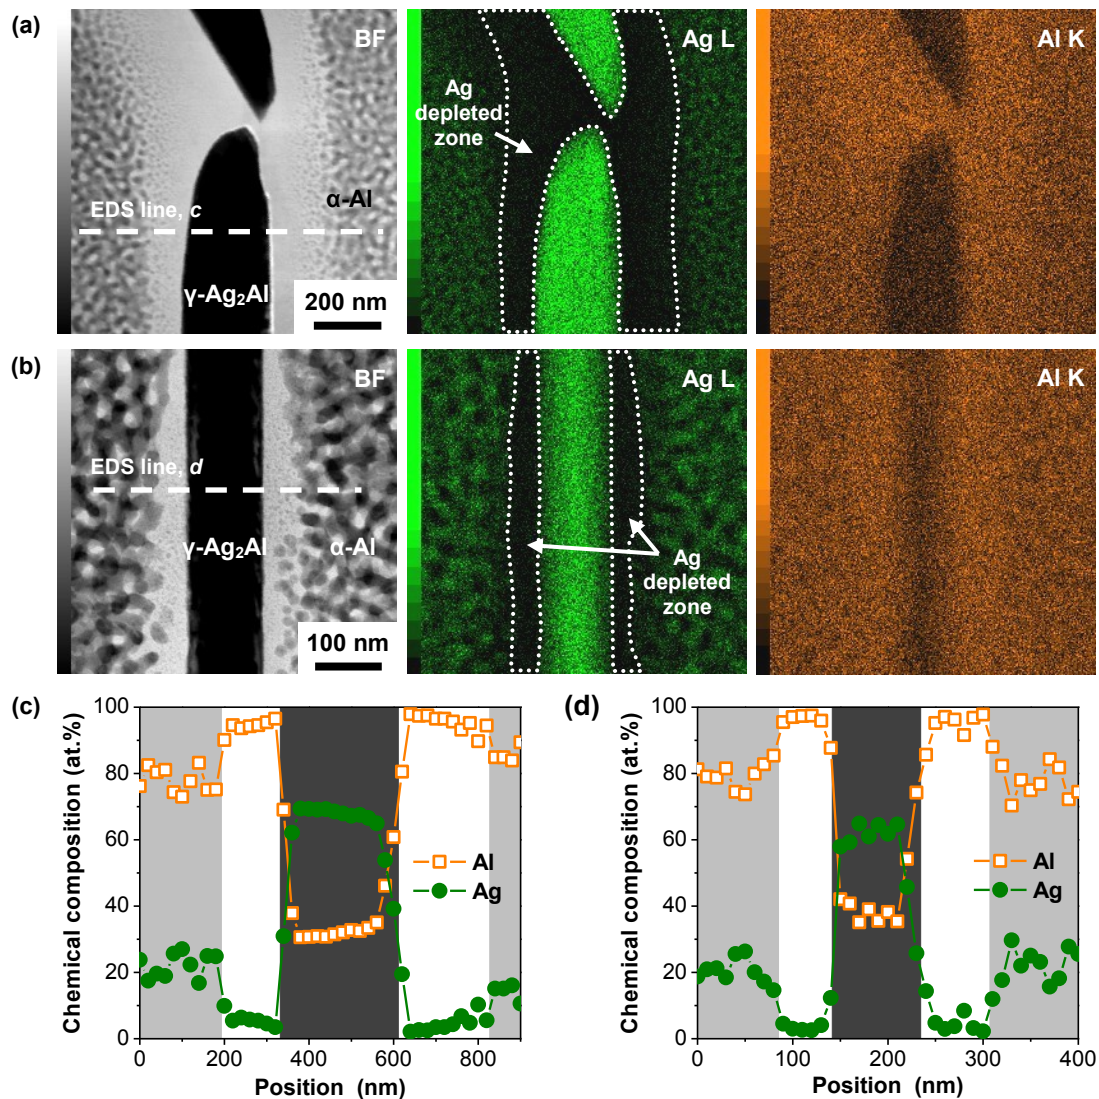 (a)
BF
Ag L
Al K
Ag
depleted
zone
α-Al
EDS line, c
γ-Ag₂Al
200 nm
(b)
BF
Ag L
Al K
EDS line, d
γ-Ag₂Al
α-Al
Ag
depleted
zone
100 nm
(c)
Chemical composition (at.%)
100
80
60
40
20
0
Al
Ag
0 200 400 600 800
Position (nm)
(d)
Chemical composition (at.%)
100
80
60
40
20
0
Al
Ag
0 100 200 300 400
Position (nm)